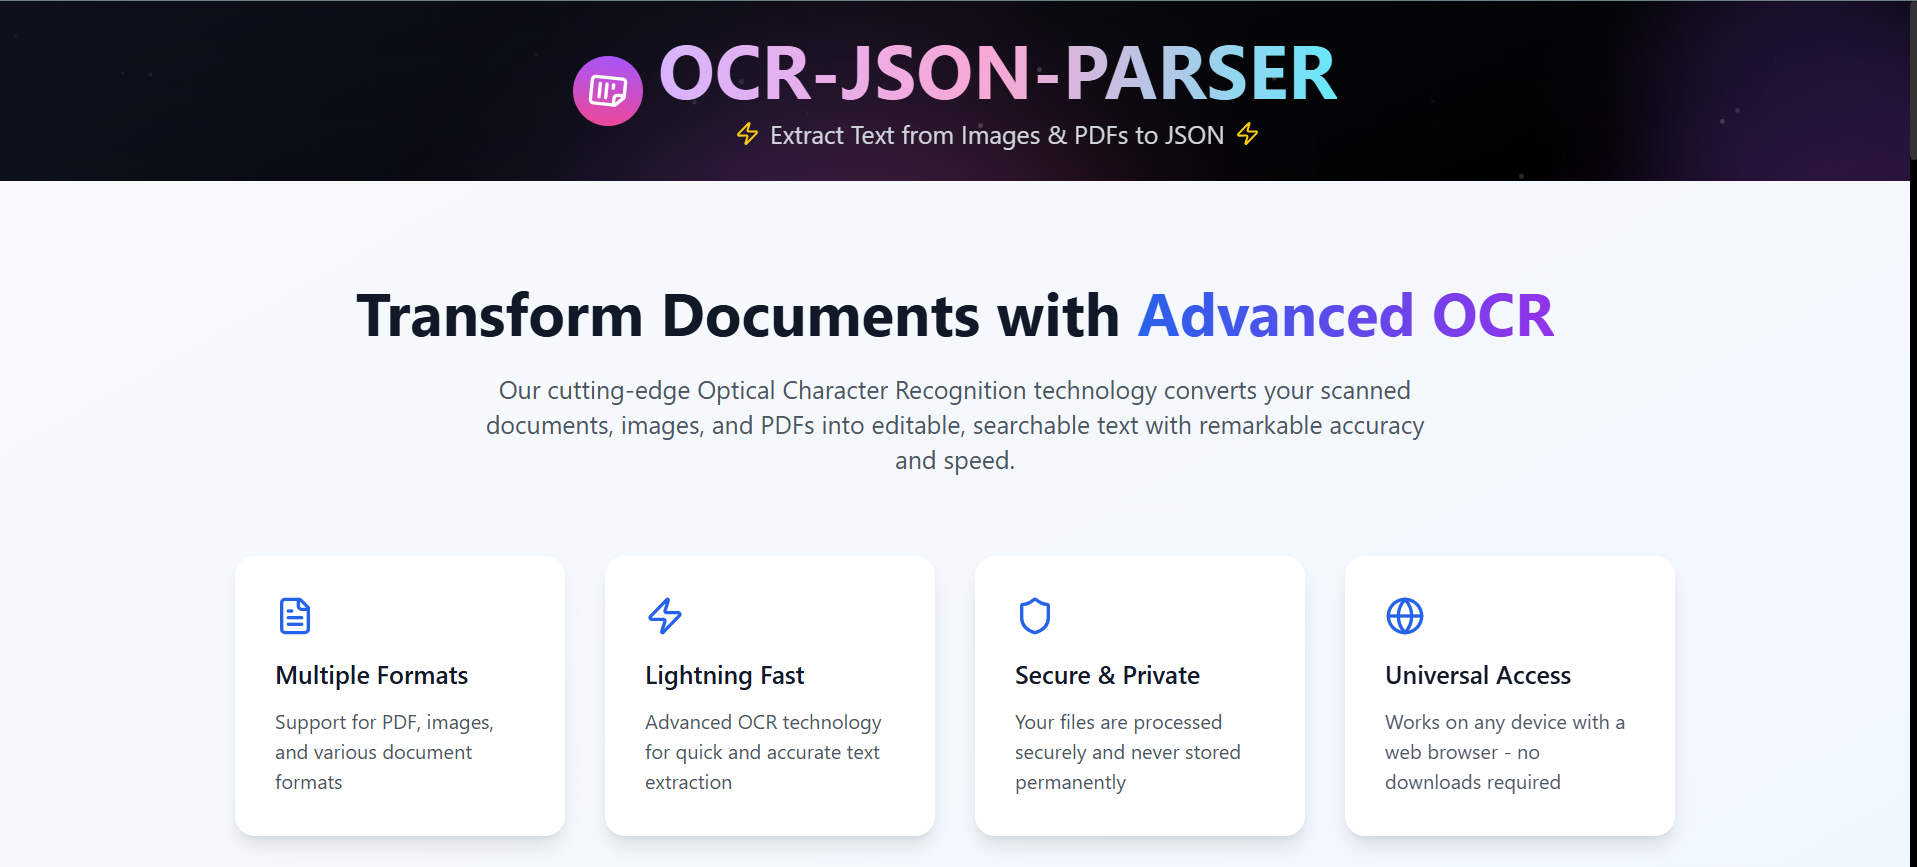 OCR-JSON-PARSER
Extract Text from Images & PDFs to JSON
Transform Documents with Advanced OCR
Our cutting-edge Optical Character Recognition technology converts your scanned
documents, images, and PDFs into editable, searchable text with remarkable accuracy
and speed.
Multiple Formats
Support for PDF, images,
and various document
formats
Lightning Fast
Advanced OCR technology
for quick and accurate text
extraction
Secure & Private
Your files are processed
securely and never stored
permanently
Universal Access
Works on any device with a
web browser - no
downloads required